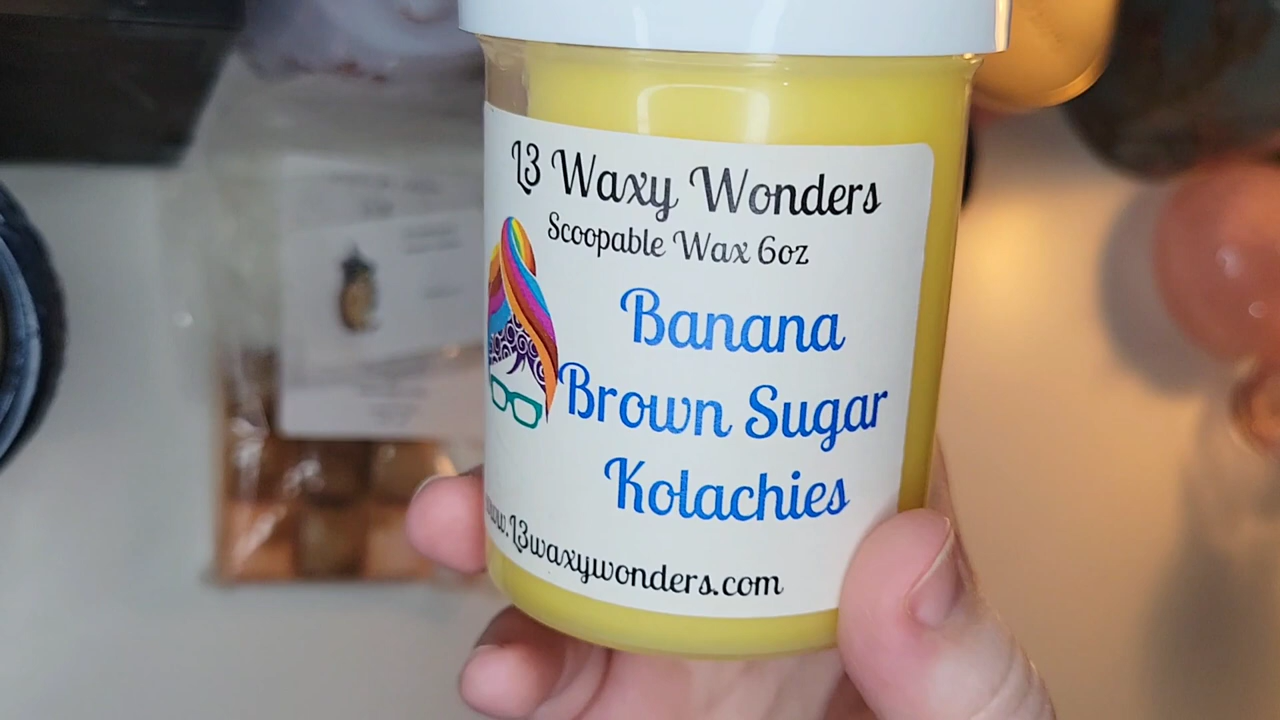 L3 Waxy Wonders
Scoopable Wax 6oz
Banana
Brown Sugar
Kolachies
www.L3waxywonders.com